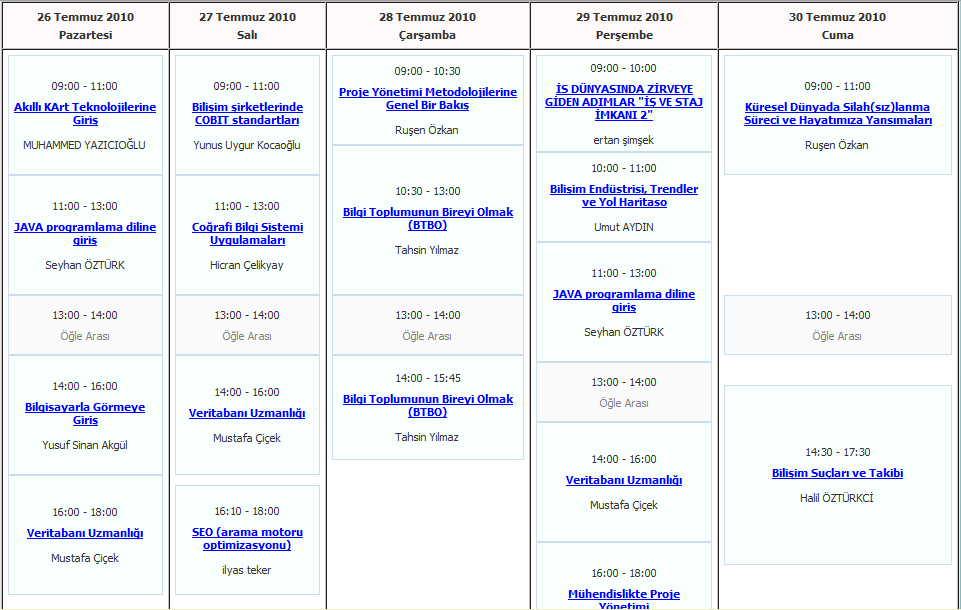 26 Temmuz 2010
Pazartesi
09:00 - 11:00
Akıllı KArt Teknolojilerine
Giriş
MUHAMMED YAZICIOĞLU
11:00 - 13:00
JAVA programlama diline
giriş
Seyhan ÖZTÜRK
13:00 - 14:00
Öğle Arası
14:00 - 16:00
Bilgisayarla Görmeye
Giriş
Yusuf Sinan Akgül
16:00 - 18:00
Veritabanı Uzmanlığı
Mustafa Çiçek
27 Temmuz 2010
Salı
09:00 - 11:00
Bilişim şirketlerinde
COBIT standartları
Yunus Uygur Kocaoğlu
11:00 - 13:00
Coğrafi Bilgi Sistemi
Uygulamaları
Hicran Çelikyay
13:00 - 14:00
Öğle Arası
14:00 - 16:00
Veritabanı Uzmanlığı
Mustafa Çiçek
16:10 - 18:00
SEO (arama motoru
optimizasyonu)
ilyas teker
28 Temmuz 2010
Çarşamba
09:00 - 10:30
Proje Yönetimi Metodolojilerine
Genel Bir Bakış
Ruşen Özkan
10:30 - 13:00
Bilgi Toplumunun Bireyi Olmak
(BTBO)
Tahsin Yılmaz
13:00 - 14:00
Öğle Arası
14:00 - 15:45
Bilgi Toplumunun Bireyi Olmak
(BTBO)
Tahsin Yılmaz
29 Temmuz 2010
Perşembe
09:00 - 10:00
İŞ DÜNYASINDA ZİRVEYE
GİDEN ADIMLAR "İŞ VE STAJ
İMKANI 2"
ertan şimşek
10:00 - 11:00
Bilişim Endüstrisi, Trendler
ve Yol Haritaso
Umut AYDIN
11:00 - 13:00
JAVA programlama diline
giriş
Seyhan ÖZTÜRK
13:00 - 14:00
Öğle Arası
14:00 - 16:00
Veritabanı Uzmanlığı
Mustafa Çiçek
16:00 - 18:00
Mühendislikte Proje
Yönetimi
30 Temmuz 2010
Cuma
09:00 - 11:00
Küresel Dünyada Silah(sız)lanma
Süreci ve Hayatımıza Yansımaları
Ruşen Özkan
13:00 - 14:00
Öğle Arası
14:30 - 17:30
Bilişim Suçları ve Takibi
Halil ÖZTÜRKCİ